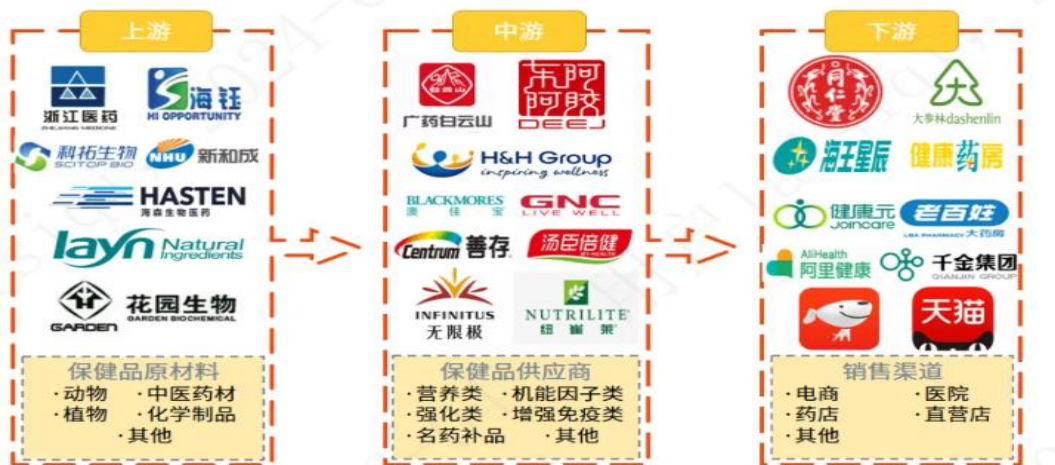 上游
浙江医药
ZHEJIANG MEDICINE
海钰
HI OPPORTUNITY
科拓生物
SCITOP BIO
NHU 新和成
HASTEN
海森生物医药
layn Natural Ingredients
GARDEN
花园生物
GARDEN BIOCHEMICAL
保健品原材料
·动物 ·中医药材
·植物 ·化学制品
·其他
中游
白云山
广药白云山
东阿阿胶
DEEJ
H&H Group
inspiring wellness
BLACKMORES
澳佳宝
GNC
LIVE WELL
Centrum 善存
汤臣倍健
BY-HEALTH
INFINITUS
无限极
NUTRILITE
纽崔莱
保健品供应商
·营养类 ·机能因子类
·强化类 ·增强免疫类
·名药补品 ·其他
下游
同仁堂
大参林dashenlin
海王星辰
健康药房
健康元
Joincare
老百姓
LBX PHARMACY 大药房
AliHealth
阿里健康
千金集团
QIANJIN GROUP
天猫
销售渠道
·电商 ·医院
·药店 ·直营店
·其他